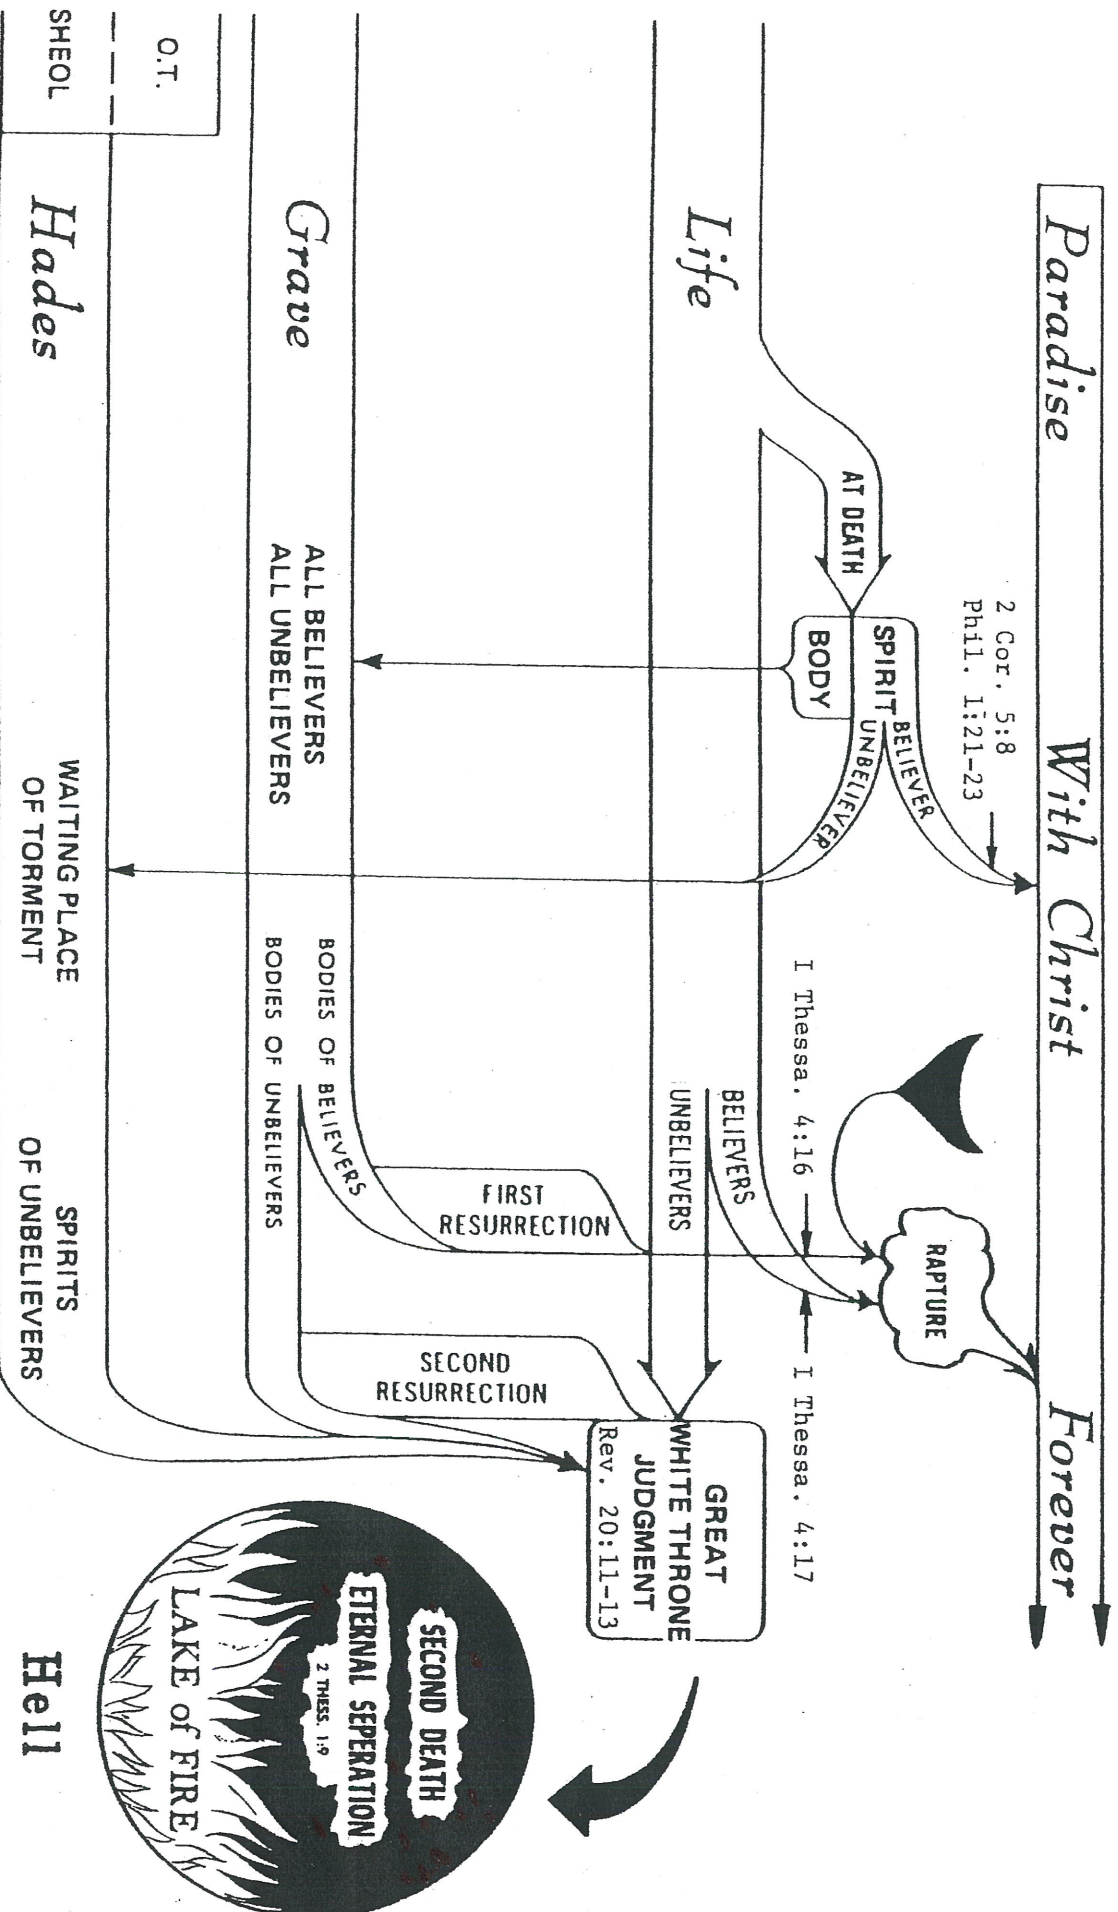 Paradise With Christ Forever
2 Cor. 5:8
Phil. 1:21-23
AT DEATH
SPIRIT
BODY
BELIEVER
UNBELIEVER
I Thessa. 4:16
RAPTURE
I Thessa. 4:17
Life
BELIEVERS
UNBELIEVERS
GREAT
WHITE THRONE
JUDGMENT
Rev. 20:11-13
FIRST
RESURRECTION
SECOND
RESURRECTION
Grave
ALL BELIEVERS
ALL UNBELIEVERS
BODIES OF BELIEVERS
BODIES OF UNBELIEVERS
SECOND DEATH
ETERNAL SEPERATION
2 THESS. 1:9
LAKE of FIRE
O.T.
SHEOL
Hades
WAITING PLACE
OF TORMENT
SPIRITS
OF UNBELIEVERS
Hell